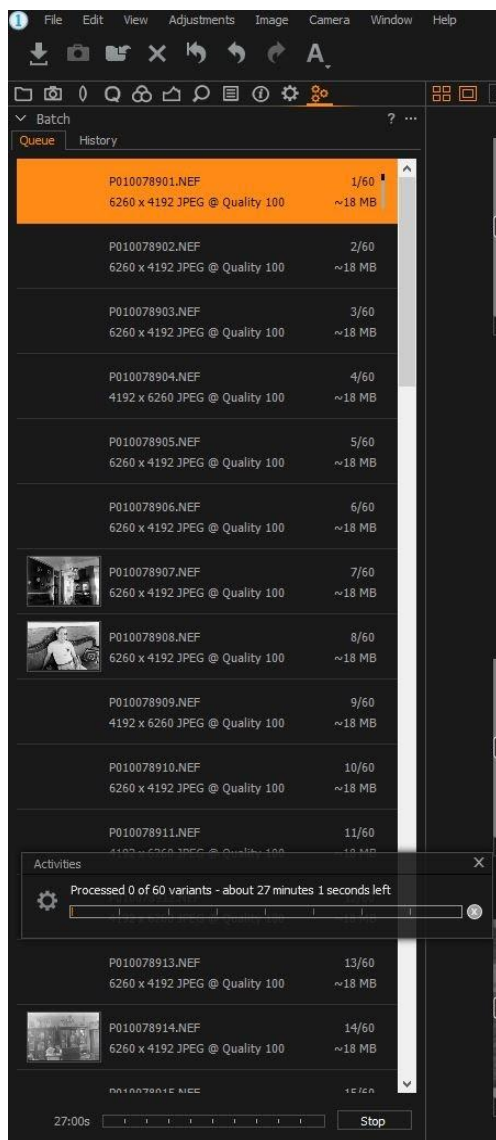 1 File Edit View Adjustments Image Camera Window Help
A
Batch ? ...
Queue History
P010078901.NEF 1/60
6260 x 4192 JPEG @ Quality 100 ~18 MB
P010078902.NEF 2/60
6260 x 4192 JPEG @ Quality 100 ~18 MB
P010078903.NEF 3/60
6260 x 4192 JPEG @ Quality 100 ~18 MB
P010078904.NEF 4/60
4192 x 6260 JPEG @ Quality 100 ~18 MB
P010078905.NEF 5/60
6260 x 4192 JPEG @ Quality 100 ~18 MB
P010078906.NEF 6/60
6260 x 4192 JPEG @ Quality 100 ~18 MB
P010078907.NEF 7/60
6260 x 4192 JPEG @ Quality 100 ~18 MB
P010078908.NEF 8/60
6260 x 4192 JPEG @ Quality 100 ~18 MB
P010078909.NEF 9/60
4192 x 6260 JPEG @ Quality 100 ~18 MB
P010078910.NEF 10/60
6260 x 4192 JPEG @ Quality 100 ~18 MB
P010078911.NEF 11/60
Activities X
Processed 0 of 60 variants - about 27 minutes 1 seconds left
P010078913.NEF 13/60
6260 x 4192 JPEG @ Quality 100 ~18 MB
P010078914.NEF 14/60
6260 x 4192 JPEG @ Quality 100 ~18 MB
P010078915.NEF 15/60
27:00s Stop